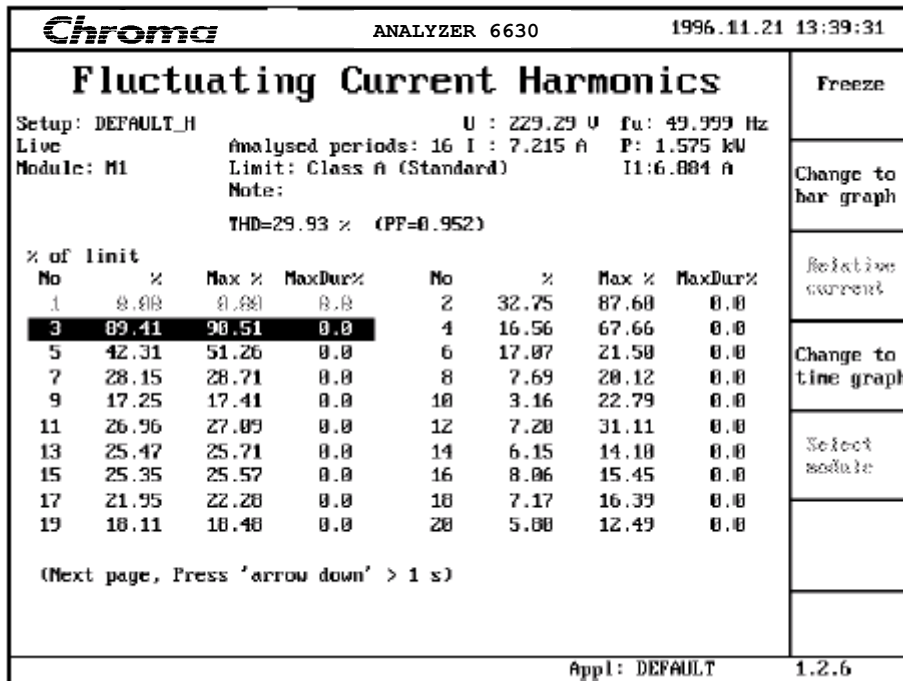 Chroma ANALYZER 6630 1996.11.21 13:39:31
Fluctuating Current Harmonics
Setup: DEFAULT_H U : 229.29 V fu: 49.999 Hz
Live Analysed periods: 16 I : 7.215 A P: 1.575 kW
Module: M1 Limit: Class A (Standard) I1:6.884 A
Note:
THD=29.93 % (PF=0.952)
% of limit
No % Max % MaxDur% No % Max % MaxDur%
1 0.00 0.00 0.0 2 32.75 87.60 0.0
3 89.41 90.51 0.0 4 16.56 67.66 0.0
5 42.31 51.26 0.0 6 17.07 21.50 0.0
7 28.15 28.71 0.0 8 7.69 20.12 0.0
9 17.25 17.41 0.0 10 3.16 22.79 0.0
11 26.96 27.09 0.0 12 7.20 31.11 0.0
13 25.47 25.71 0.0 14 6.15 14.10 0.0
15 25.35 25.57 0.0 16 8.06 15.45 0.0
17 21.95 22.28 0.0 18 7.17 16.39 0.0
19 18.11 18.48 0.0 20 5.80 12.49 0.0
(Next page, Press 'arrow down' > 1 s)
Freeze
Change to
bar graph
Relative
current
Change to
time graph
Select
module
Appl: DEFAULT 1.2.6